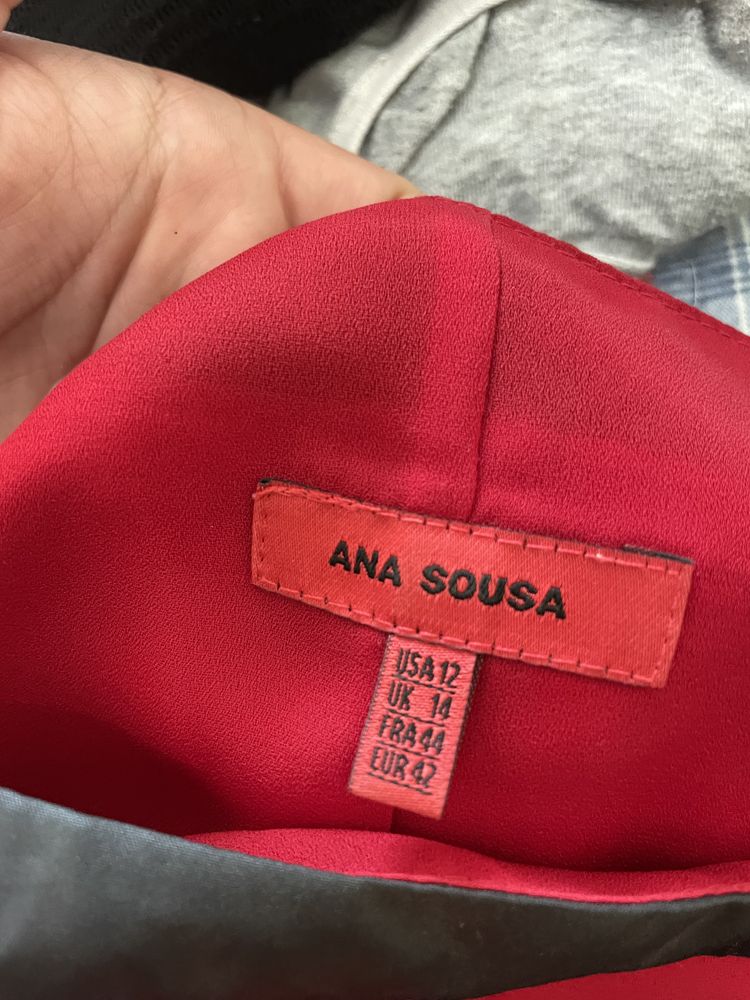 ANA SOUSA
USA 12
UK 14
FRA 44
EUR 42